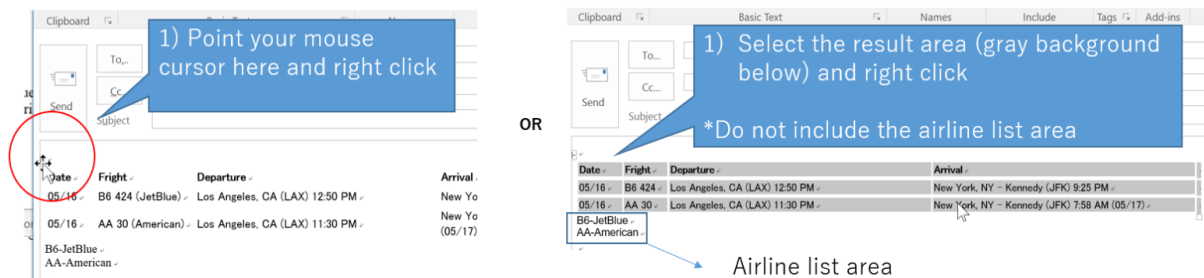 Clipboard
1) Point your mouse
cursor here and right click
To...
Cc...
Send
Subject
Date Fright Departure Arrival
05/16 B6 424 (JetBlue) Los Angeles, CA (LAX) 12:50 PM New Yo
05/16 AA 30 (American) Los Angeles, CA (LAX) 11:30 PM New Yo
(05/17)
B6-JetBlue
AA-American
OR
Clipboard Basic Text Names Include Tags Add-ins
1) Select the result area (gray background
below) and right click
*Do not include the airline list area
To...
Cc...
Send
Subject
Date Fright Departure Arrival
05/16 B6 424 Los Angeles, CA (LAX) 12:50 PM New York, NY - Kennedy (JFK) 9:25 PM
05/16 AA 30 Los Angeles, CA (LAX) 11:30 PM New York, NY - Kennedy (JFK) 7:58 AM (05/17)
B6-JetBlue
AA-American
Airline list area